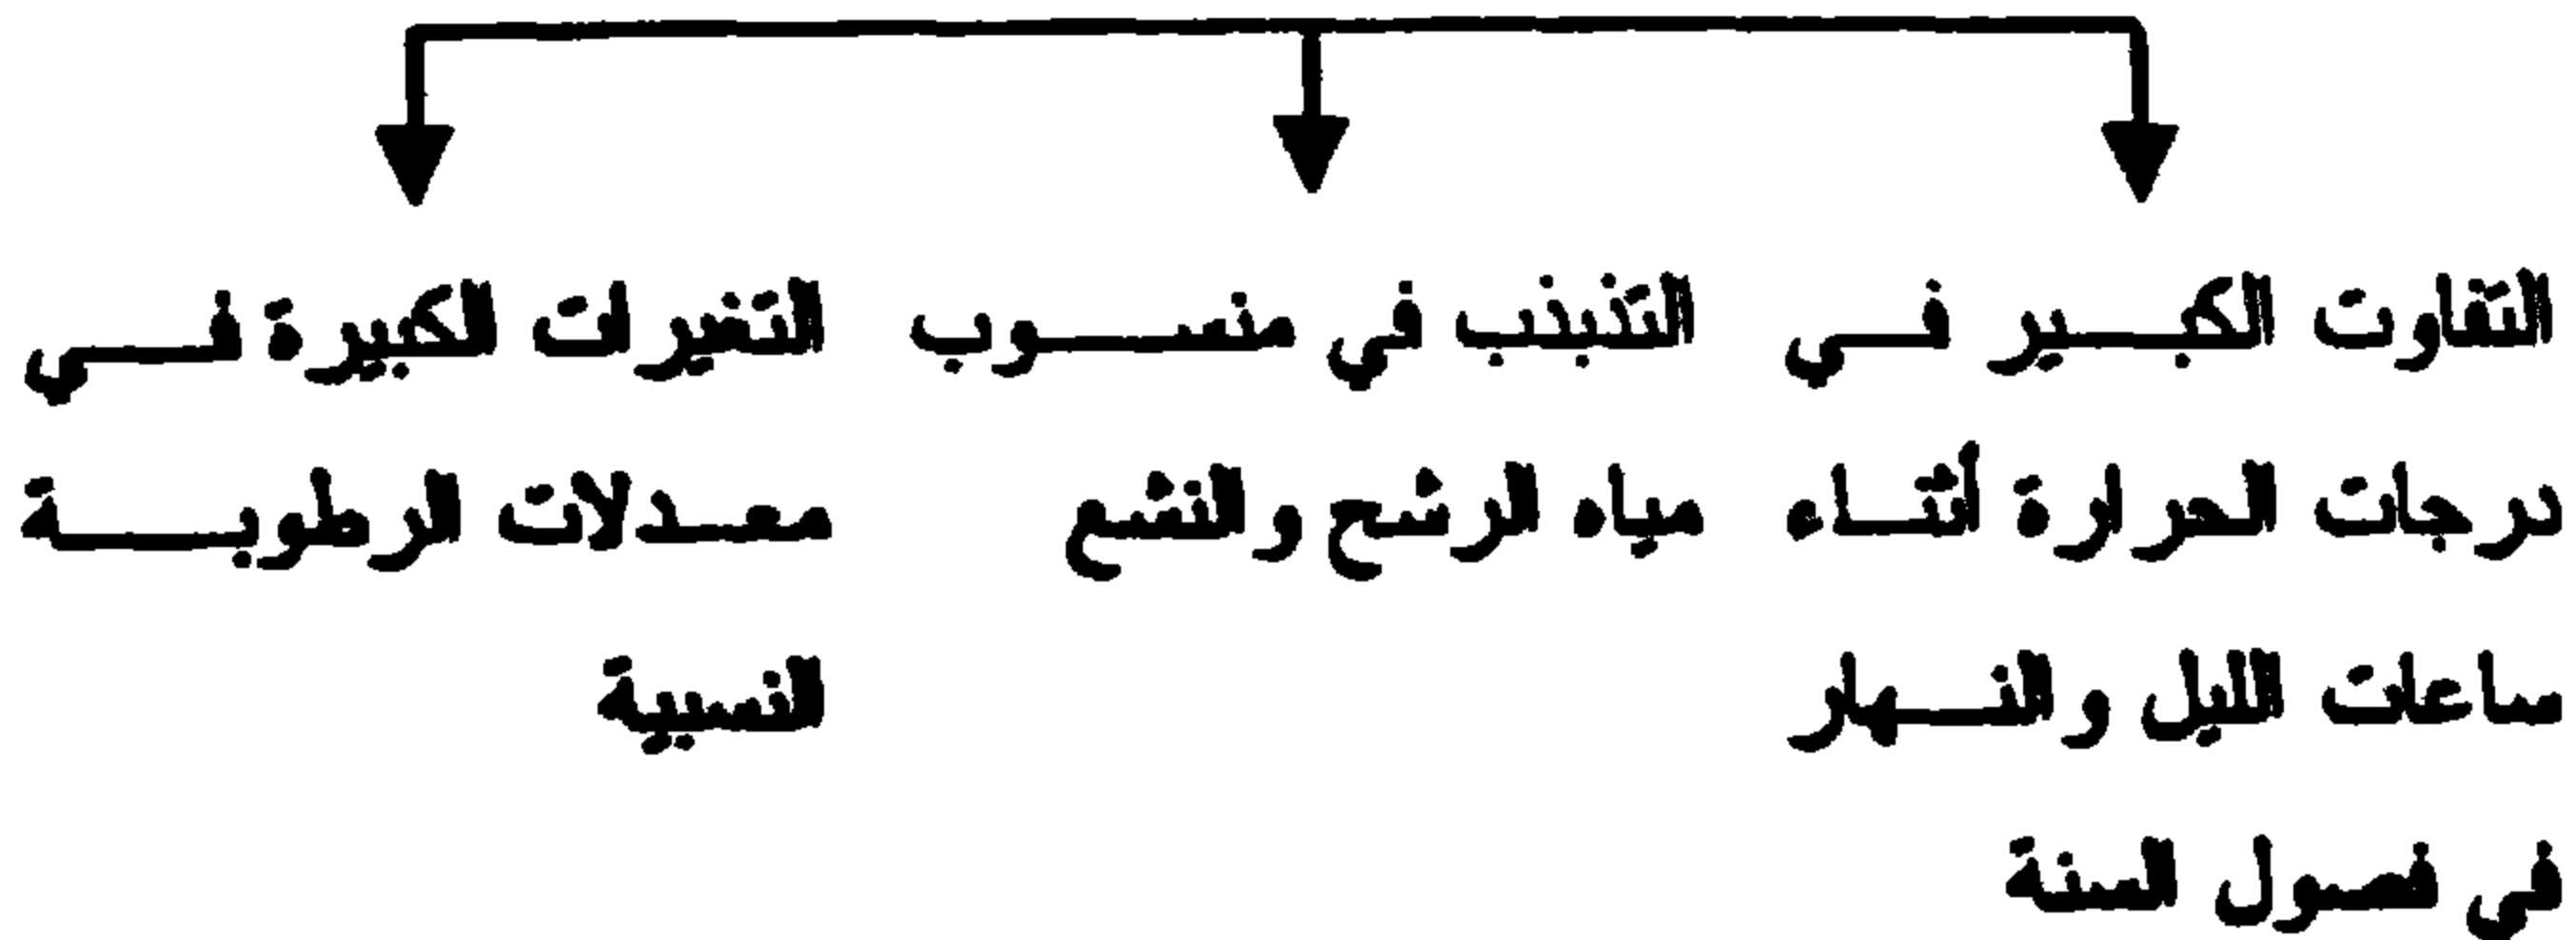 التفاوت الكبير في
درجات الحرارة أثناء
ساعات الليل والنهار
في فصول السنة
التذبذب في منسوب
مياه الرشح والنشع
التغيرات الكبيرة في
معدلات الرطوبة
النسبية